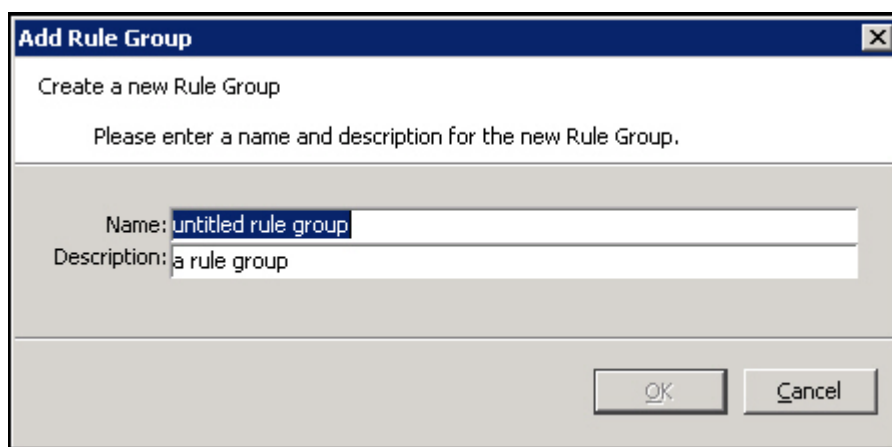 Add Rule Group
Create a new Rule Group
Please enter a name and description for the new Rule Group.
Name: untitled rule group
Description: a rule group
OK Cancel